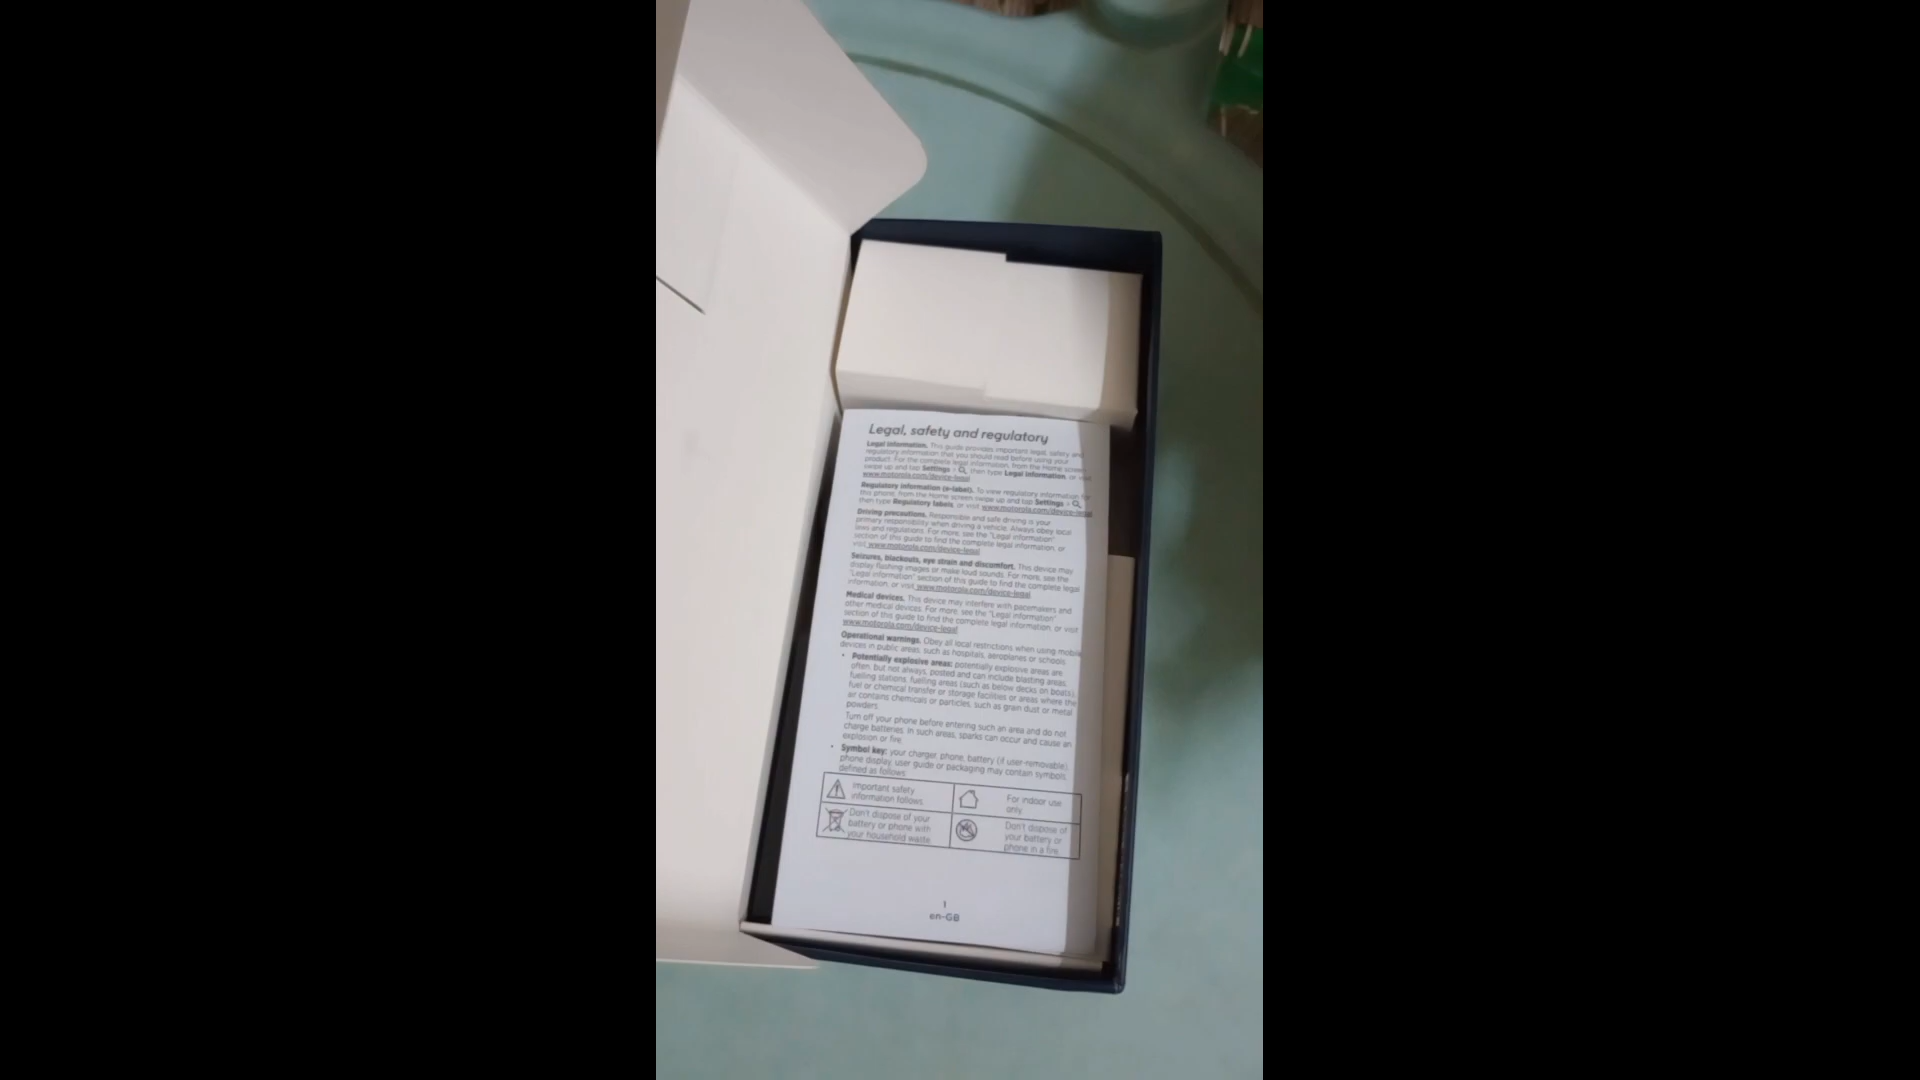 Legal, safety and regulatory
Legal information. This guide provides important legal, safety and
regulatory information that you should read before using your
product. For the complete legal information, from the Home screen
swipe up and tap Settings > , then type Legal information, or visit
www.motorola.com/device-legal
Regulatory information (e-label). To view regulatory information for
this phone, from the Home screen swipe up and tap Settings >
then type Regulatory labels, or visit www.motorola.com/device-legal
Driving precautions. Responsible and safe driving is your
primary responsibility when driving a vehicle. Always obey local
laws and regulations. For more, see the "Legal information"
section of this guide to find the complete legal information, or
visit www.motorola.com/device-legal
Seizures, blackouts, eye strain and discomfort. This device may
display flashing images or make loud sounds. For more, see the
"Legal information" section of this guide to find the complete legal
information, or visit www.motorola.com/device-legal
Medical devices. This device may interfere with pacemakers and
other medical devices. For more, see the "Legal information"
section of this guide to find the complete legal information, or visit
www.motorola.com/device-legal
Operational warnings. Obey all local restrictions when using mobile
devices in public areas, such as hospitals, aeroplanes or schools.
• Potentially explosive areas: potentially explosive areas are
often, but not always, posted and can include blasting areas,
fuelling stations, fuelling areas (such as below decks on boats),
fuel or chemical transfer or storage facilities or areas where the
air contains chemicals or particles, such as grain dust or metal
powders.
Turn off your phone before entering such an area and do not
charge batteries. In such areas, sparks can occur and cause an
explosion or fire.
• Symbol key: your charger, phone, battery (if user-removable),
phone display, user guide or packaging may contain symbols,
defined as follows:
Important safety
information follows.
For indoor use
only.
Don't dispose of your
battery or phone with
your household waste.
Don't dispose of
your battery or
phone in a fire.
1
en-GB